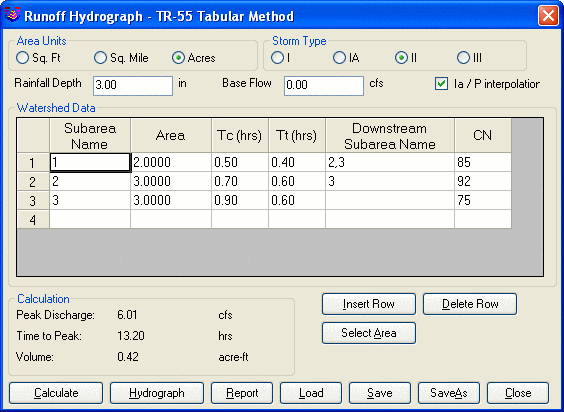 Runoff Hydrograph - TR-55 Tabular Method
Area Units
Sq. Ft Sq. Mile Acres
Storm Type
I IA II III
Rainfall Depth 3.00 in Base Flow 0.00 cfs Ia / P interpolation
Watershed Data
Subarea Name Area Tc (hrs) Tt (hrs) Downstream Subarea Name CN
1 1 2.0000 0.50 0.40 2,3 85
2 2 3.0000 0.70 0.60 3 92
3 3 3.0000 0.90 0.60 75
4
Calculation
Peak Discharge: 6.01 cfs
Time to Peak: 13.20 hrs
Volume: 0.42 acre-ft
Insert Row Delete Row
Select Area
Calculate Hydrograph Report Load Save SaveAs Close